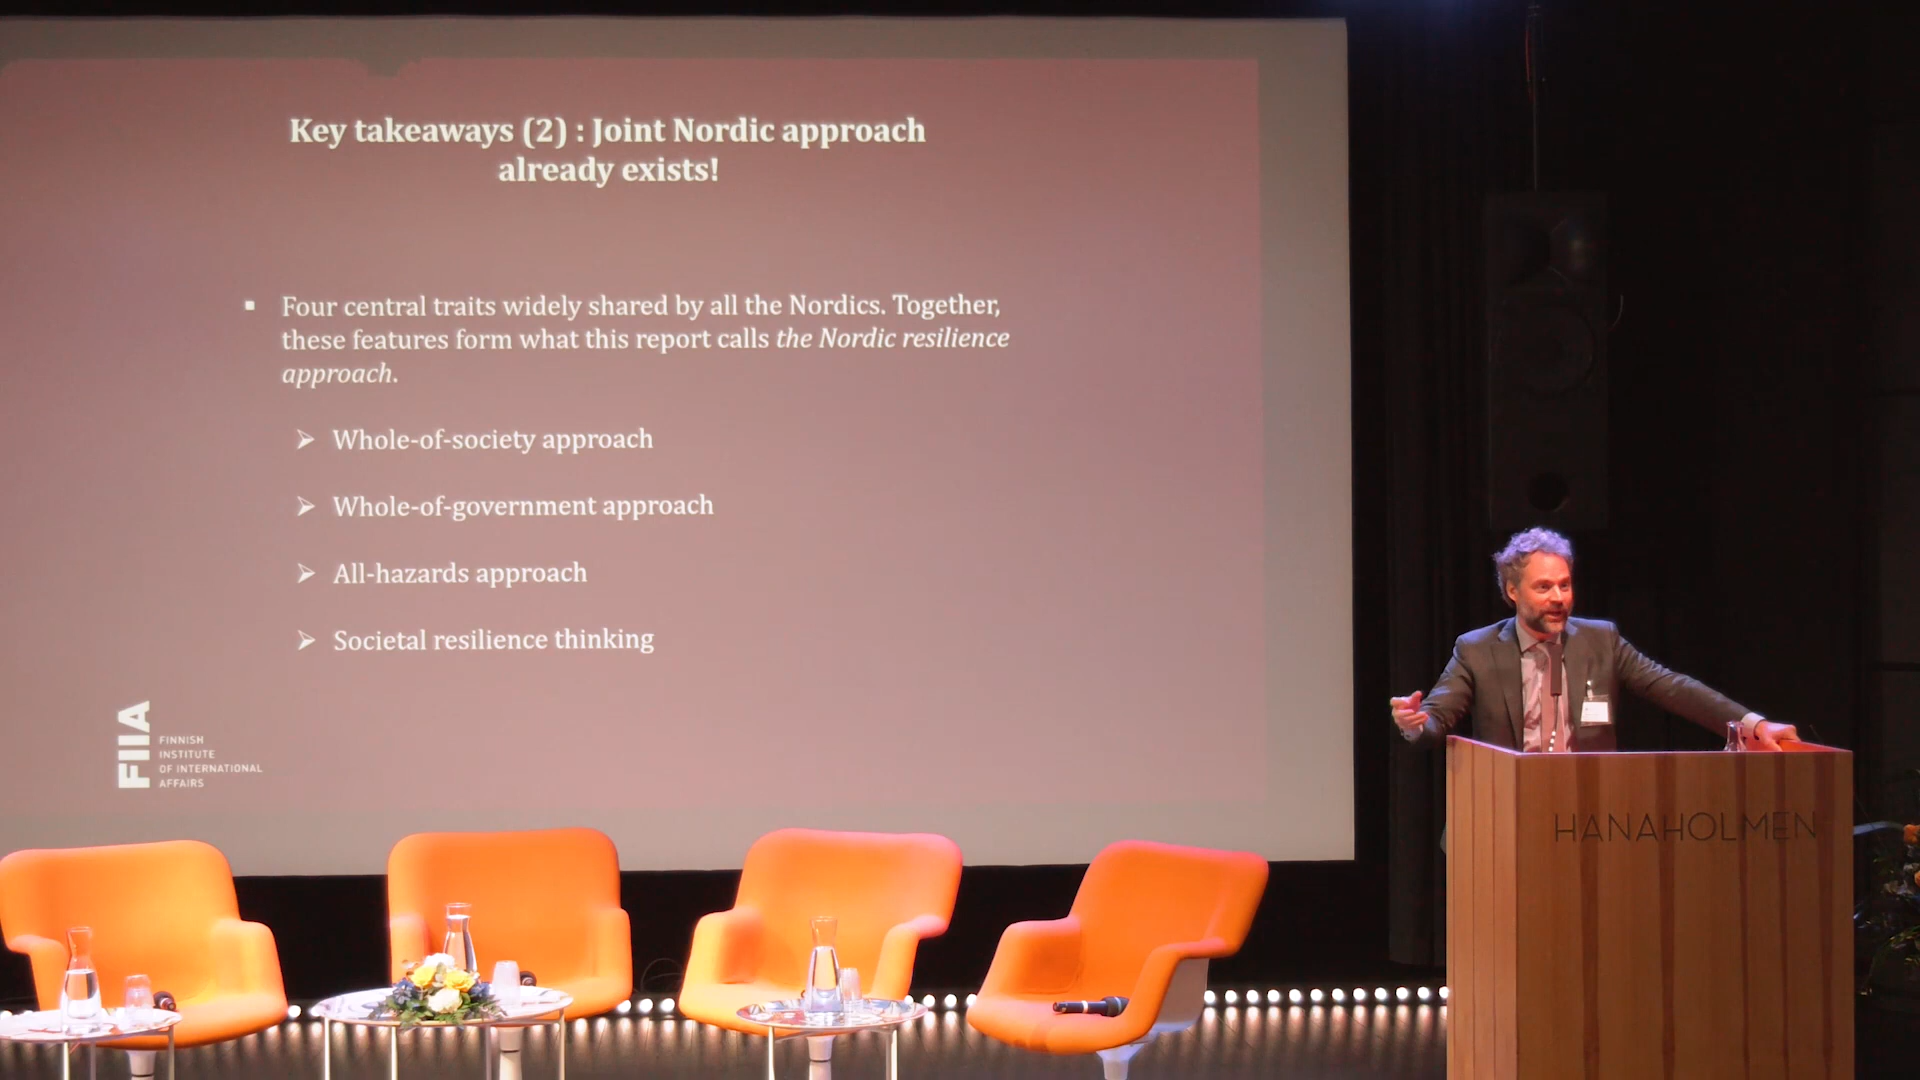 Key takeaways (2) : Joint Nordic approach
already exists!
▪ Four central traits widely shared by all the Nordics. Together,
these features form what this report calls the Nordic resilience
approach.
➢ Whole-of-society approach
➢ Whole-of-government approach
➢ All-hazards approach
➢ Societal resilience thinking
FIIA
FINNISH
INSTITUTE
OF INTERNATIONAL
AFFAIRS
HANAHOLMEN